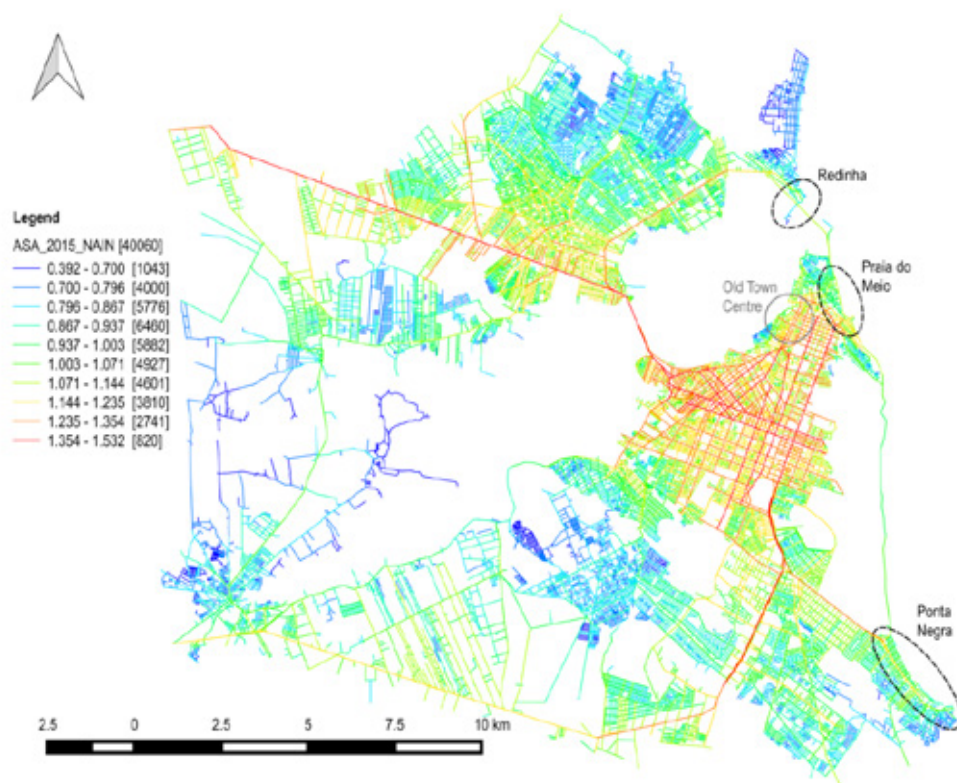 Redinha
Praia do
Meio
Old Town
Centre
Ponta
Negra
Legend
ASA_2015_NAIN [40060]
0.392 - 0.700 [1043]
0.700 - 0.796 [4000]
0.796 - 0.867 [5776]
0.867 - 0.937 [6460]
0.937 - 1.003 [5882]
1.003 - 1.071 [4927]
1.071 - 1.144 [4601]
1.144 - 1.235 [3810]
1.235 - 1.354 [2741]
1.354 - 1.532 [820]
2.5 0 2.5 5 7.5 10 km